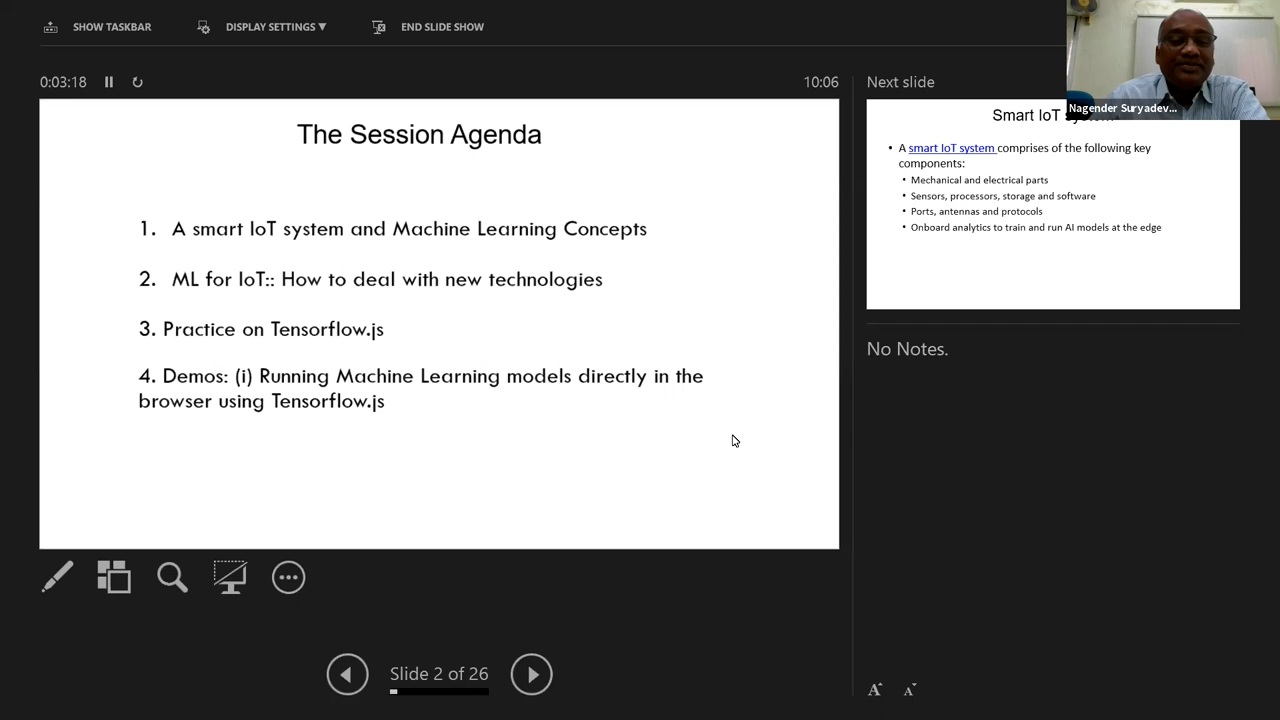 SHOW TASKBAR
DISPLAY SETTINGS ▼
END SLIDE SHOW
0:03:18
10:06
The Session Agenda
1. A smart IoT system and Machine Learning Concepts
2. ML for IoT:: How to deal with new technologies
3. Practice on Tensorflow.js
4. Demos: (i) Running Machine Learning models directly in the
browser using Tensorflow.js
Slide 2 of 26
Next slide
Nagender Suryadev...
Smart IoT
• A smart IoT system comprises of the following key
components:
• Mechanical and electrical parts
• Sensors, processors, storage and software
• Ports, antennas and protocols
• Onboard analytics to train and run AI models at the edge
No Notes.
A A